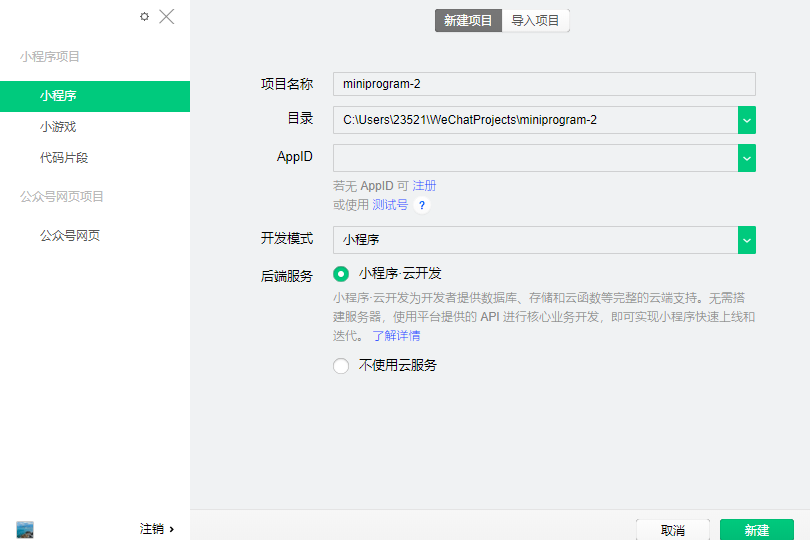 新建项目 导入项目
小程序项目
小程序
小游戏
代码片段
公众号网页项目
公众号网页
注销
项目名称 miniprogram-2
目录 C:\Users\23521\WeChatProjects\miniprogram-2
AppID
若无 AppID 可 注册
或使用 测试号 ?
开发模式 小程序
后端服务 小程序·云开发
小程序·云开发为开发者提供数据库、存储和云函数等完整的云端支持。无需搭
建服务器，使用平台提供的 API 进行核心业务开发，即可实现小程序快速上线和
迭代。 了解详情
不使用云服务
取消 新建